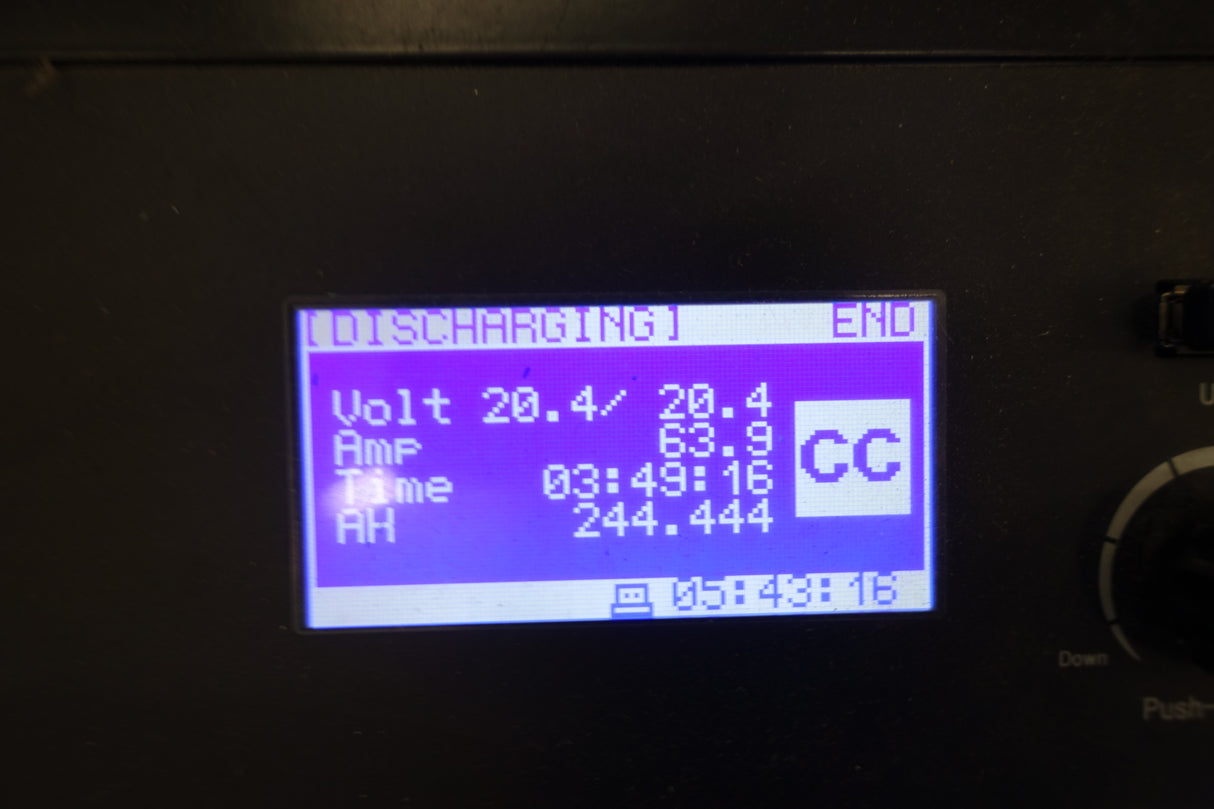 [DISCHARGING] END
Volt 20.4/ 20.4
Amp 63.9
CC
Time 03:49:16
AH 244.444
05:43:16
U
Down
Push-